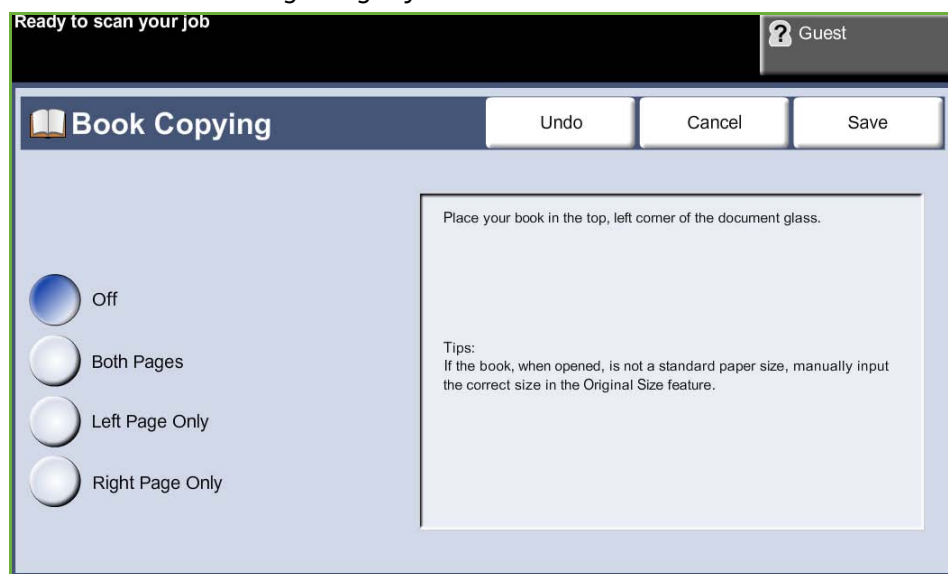 Ready to scan your job
Guest
Book Copying
Undo
Cancel
Save
Place your book in the top, left corner of the document glass.
Off
Both Pages
Left Page Only
Right Page Only
Tips:
If the book, when opened, is not a standard paper size, manually input
the correct size in the Original Size feature.